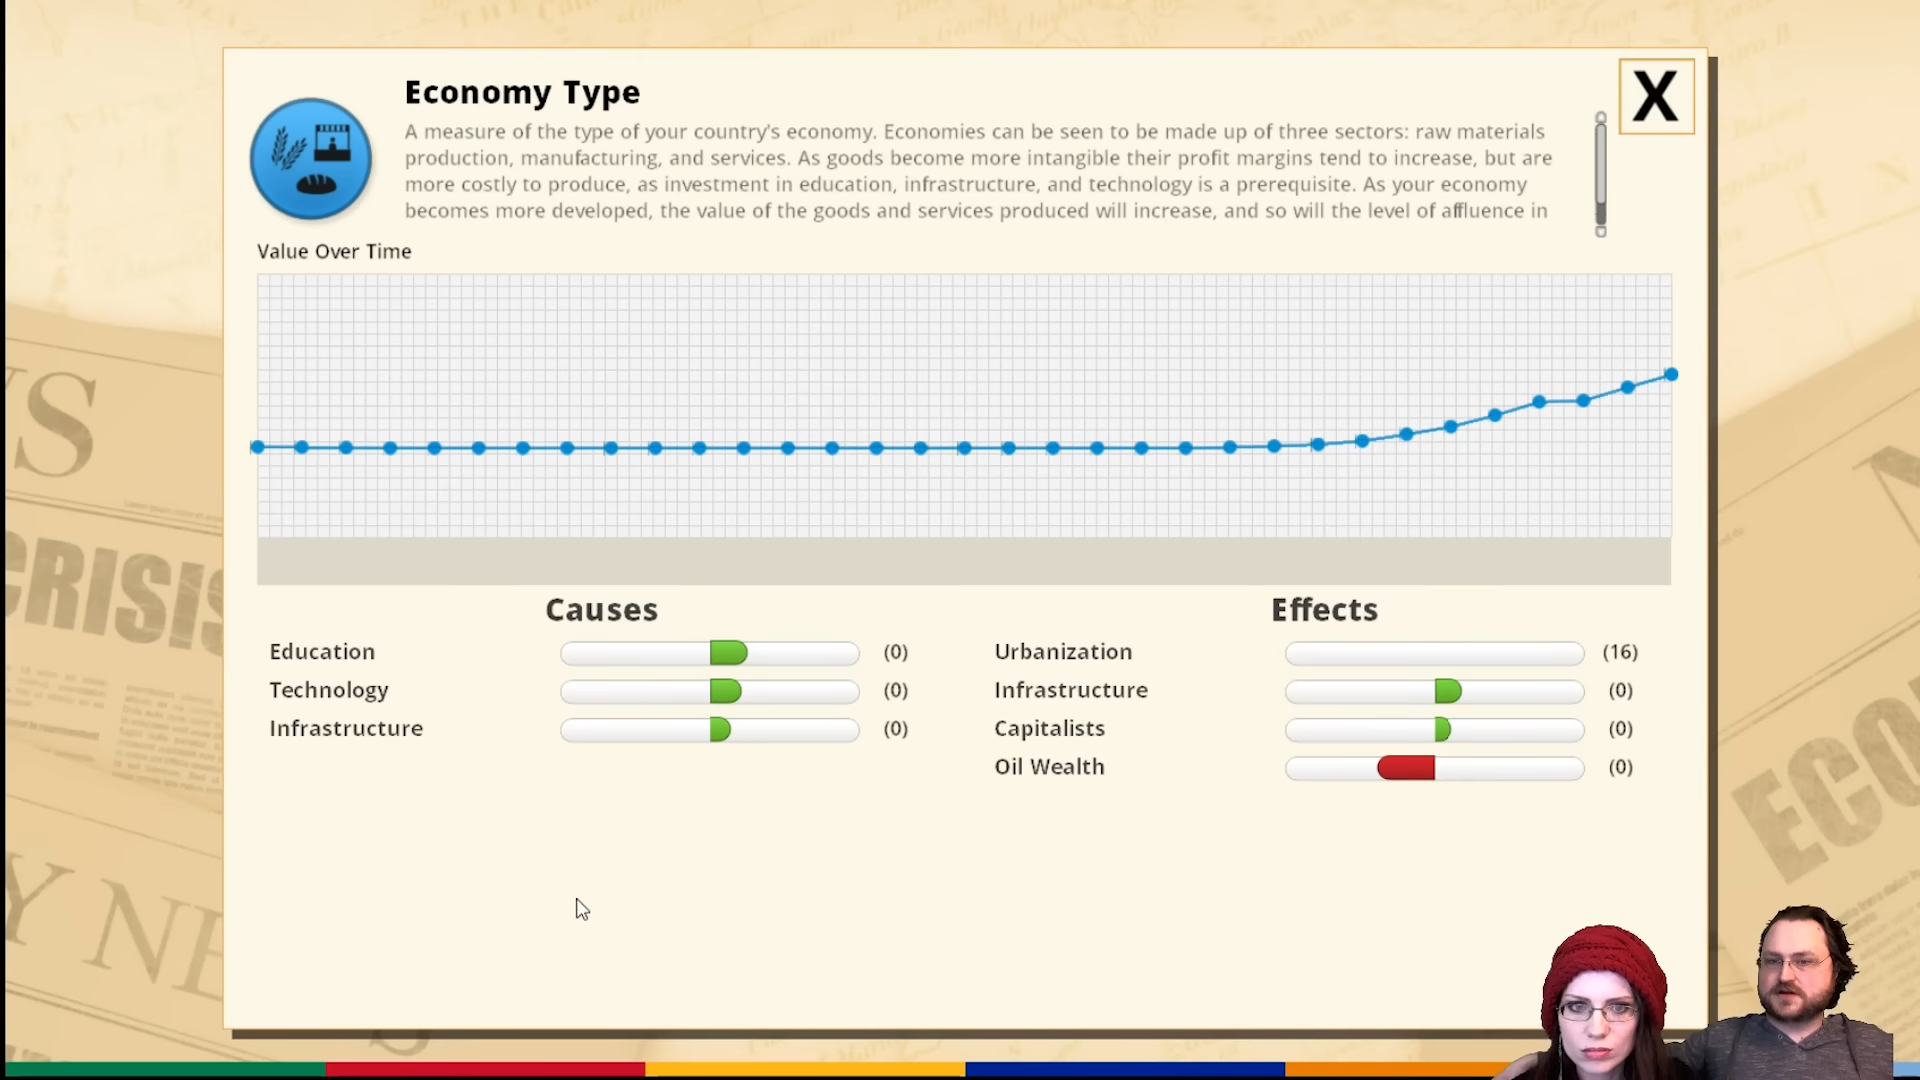 Economy Type
X
A measure of the type of your country's economy. Economies can be seen to be made up of three sectors: raw materials
production, manufacturing, and services. As goods become more intangible their profit margins tend to increase, but are
more costly to produce, as investment in education, infrastructure, and technology is a prerequisite. As your economy
becomes more developed, the value of the goods and services produced will increase, and so will the level of affluence in
Value Over Time
Causes
Effects
Education (0)
Urbanization (16)
Technology (0)
Infrastructure (0)
Infrastructure (0)
Capitalists (0)
Oil Wealth (0)
CRISIS
NEWS
ECO